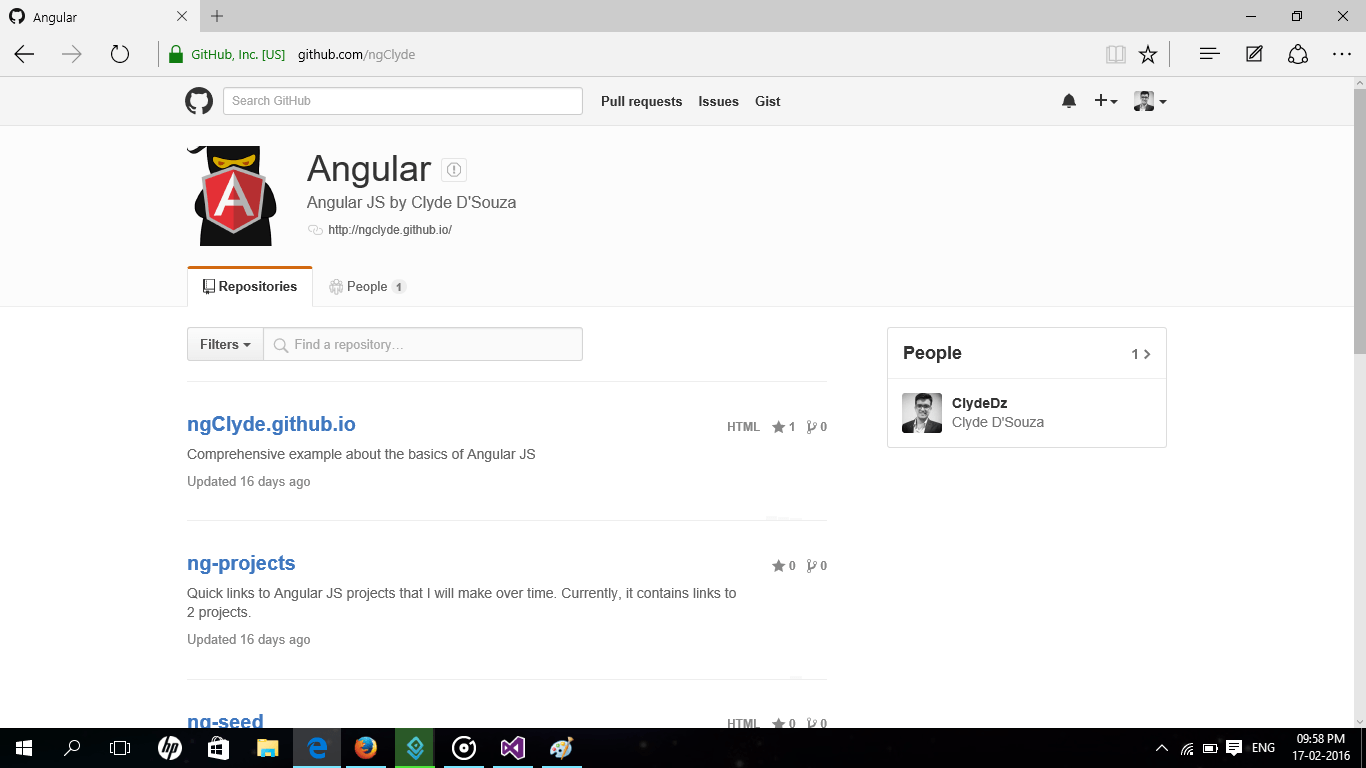 Angular
GitHub, Inc. [US] github.com/ngClyde
Search GitHub Pull requests Issues Gist
Angular
Angular JS by Clyde D'Souza
http://ngclyde.github.io/
Repositories People 1
Filters Find a repository…
People 1
ClydeDz
Clyde D'Souza
ngClyde.github.io HTML 1 0
Comprehensive example about the basics of Angular JS
Updated 16 days ago
ng-projects 0 0
Quick links to Angular JS projects that I will make over time. Currently, it contains links to
2 projects.
Updated 16 days ago
ng-seed HTML 0 0
hp
ENG
09:58 PM
17-02-2016